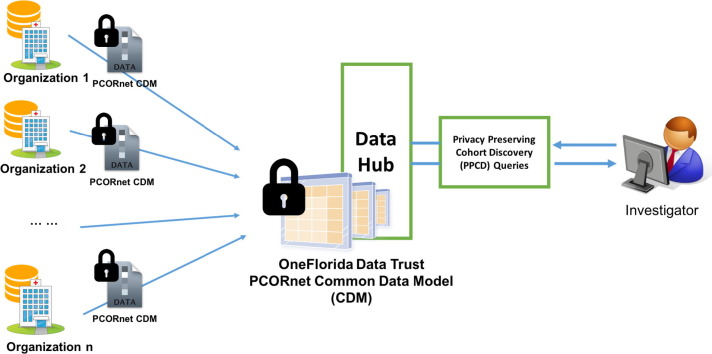 DATA
Organization 1
PCORnet CDM
DATA
Organization 2
PCORnet CDM
... ...
DATA
PCORnet CDM
Organization n
Data
Hub
OneFlorida Data Trust
PCORnet Common Data Model
(CDM)
Privacy Preserving
Cohort Discovery
(PPCD) Queries
Investigator